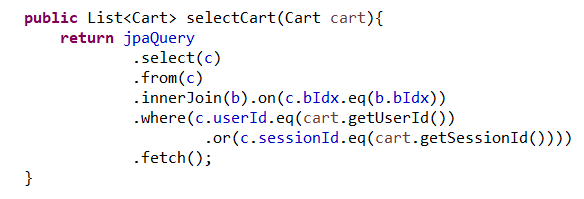 public List<Cart> selectCart(Cart cart){
return jpaQuery
.select(c)
.from(c)
.innerJoin(b).on(c.bIdx.eq(b.bIdx))
.where(c.userId.eq(cart.getUserId())
.or(c.sessionId.eq(cart.getSessionId())))
.fetch();
}